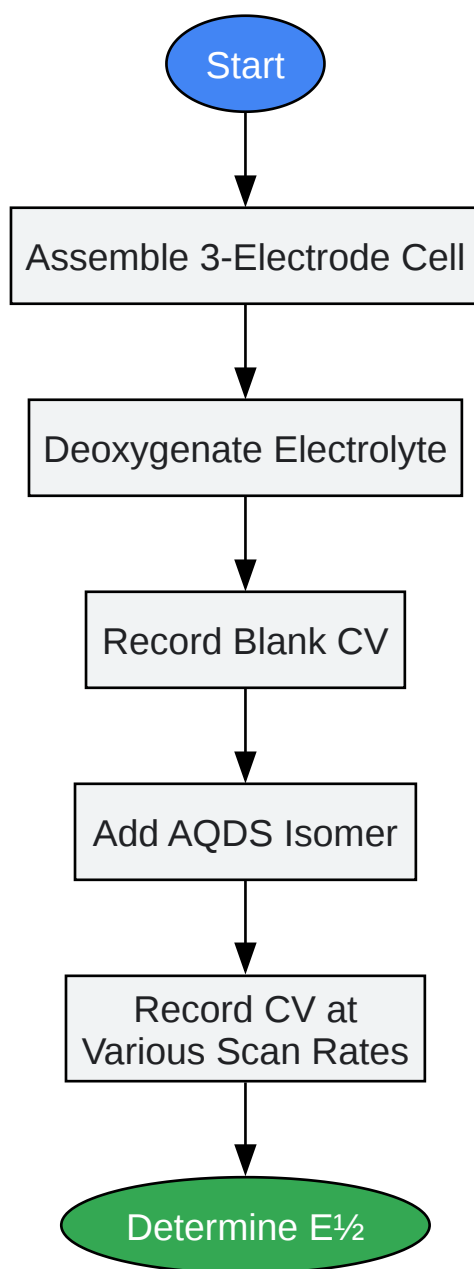 Start
Assemble 3-Electrode Cell
Deoxygenate Electrolyte
Record Blank CV
Add AQDS Isomer
Record CV at
Various Scan Rates
Determine E½